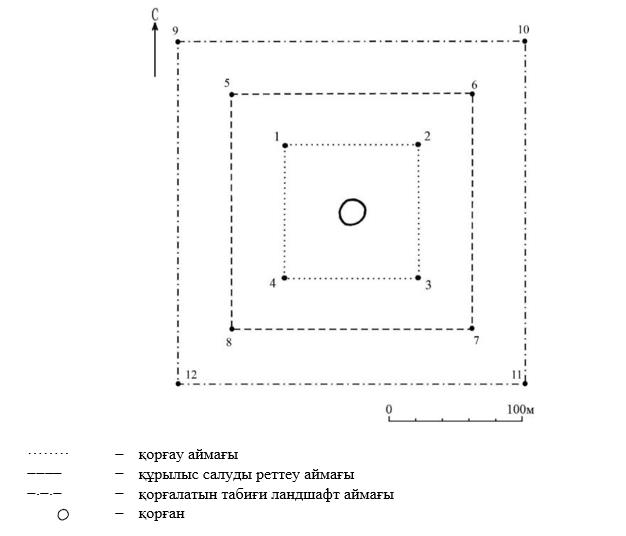 С
9
10
5
6
1
2
4
3
8
7
12
11
0 100м
– қорғау аймағы
– құрылыс салуды реттеу аймағы
– қорғалатын табиғи ландшафт аймағы
– қорған